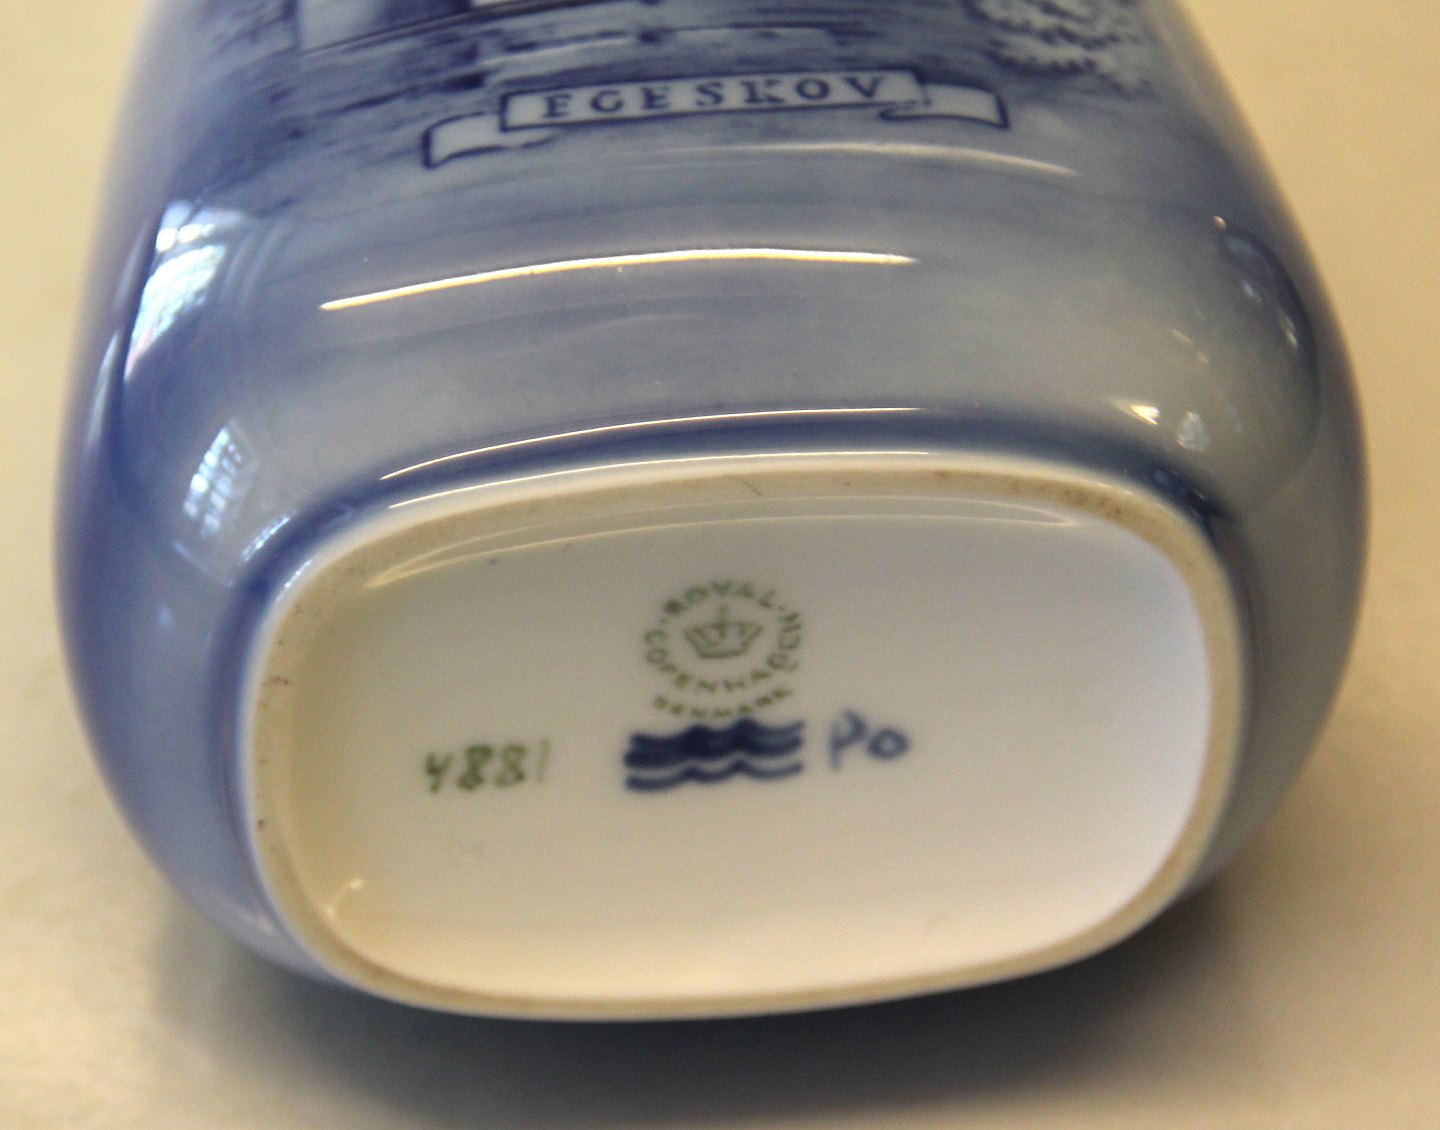 EGESKOV
ROYAL
COPENHAGEN
DENMARK
4881
PO